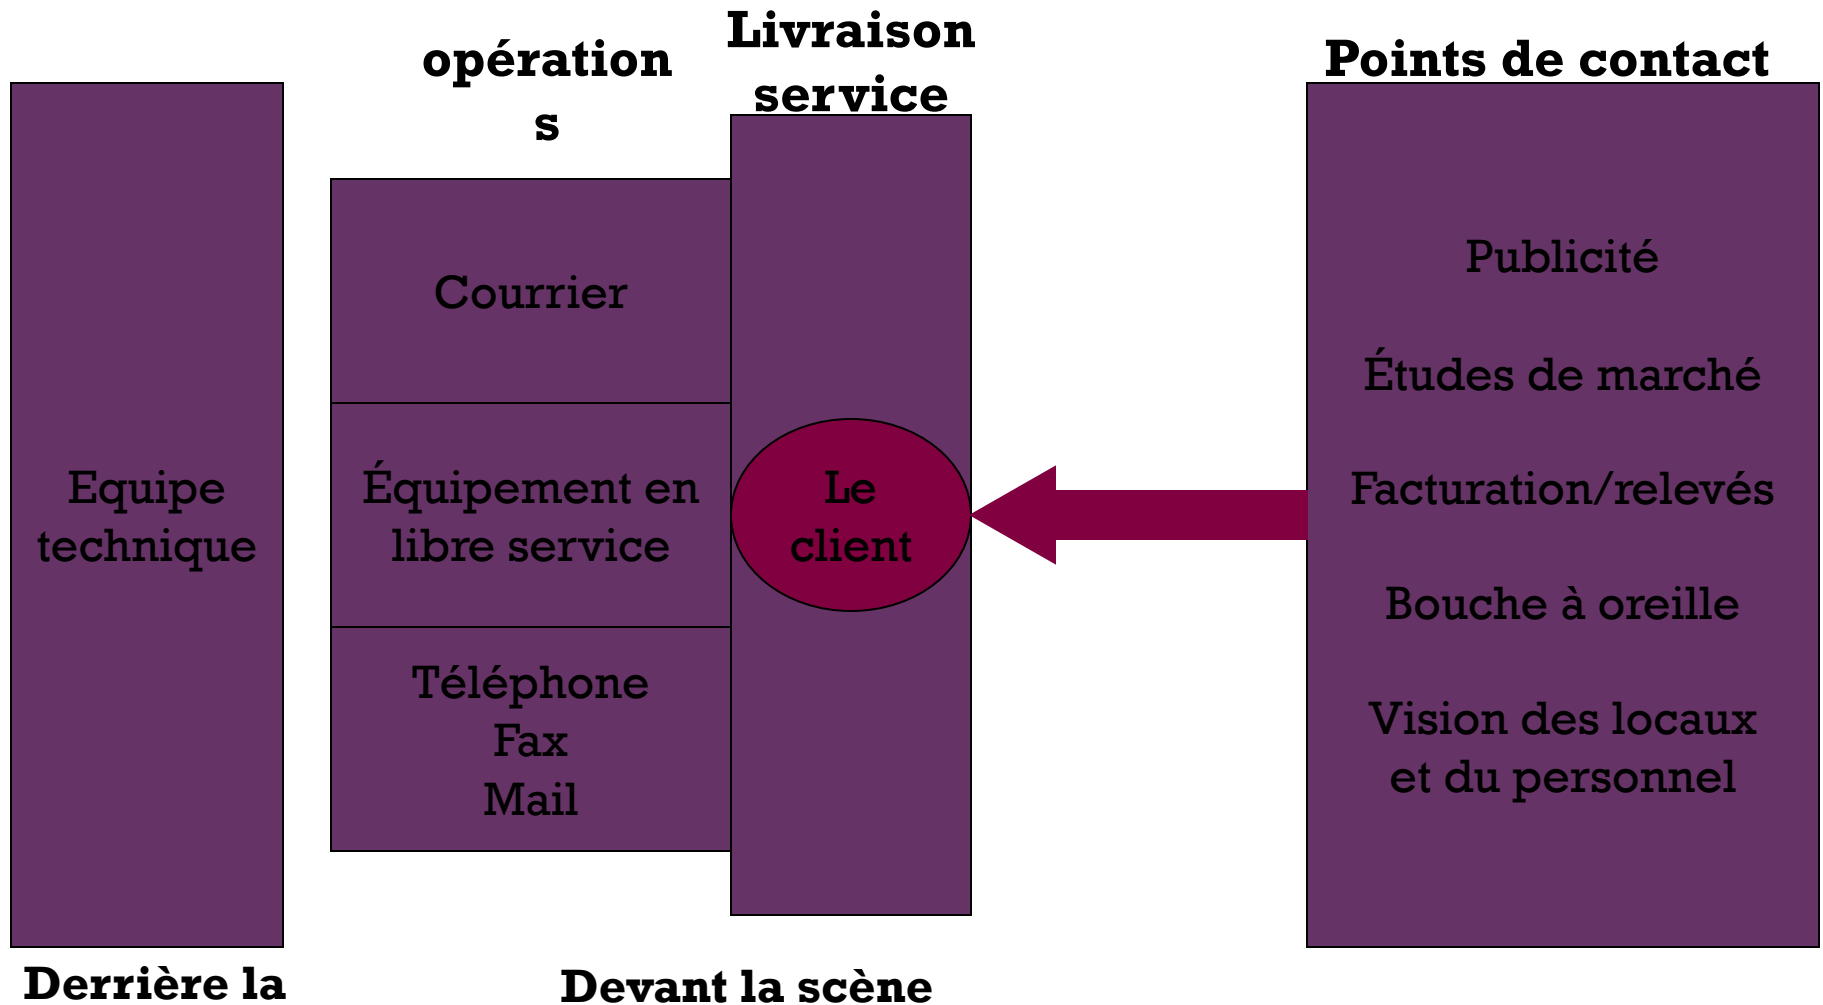 opération
s
Livraison
service
Points de contact
Equipe
technique
Courrier
Équipement en
libre service
Téléphone
Fax
Mail
Le
client
Publicité
Études de marché
Facturation/relevés
Bouche à oreille
Vision des locaux
et du personnel
Derrière la
Devant la scène